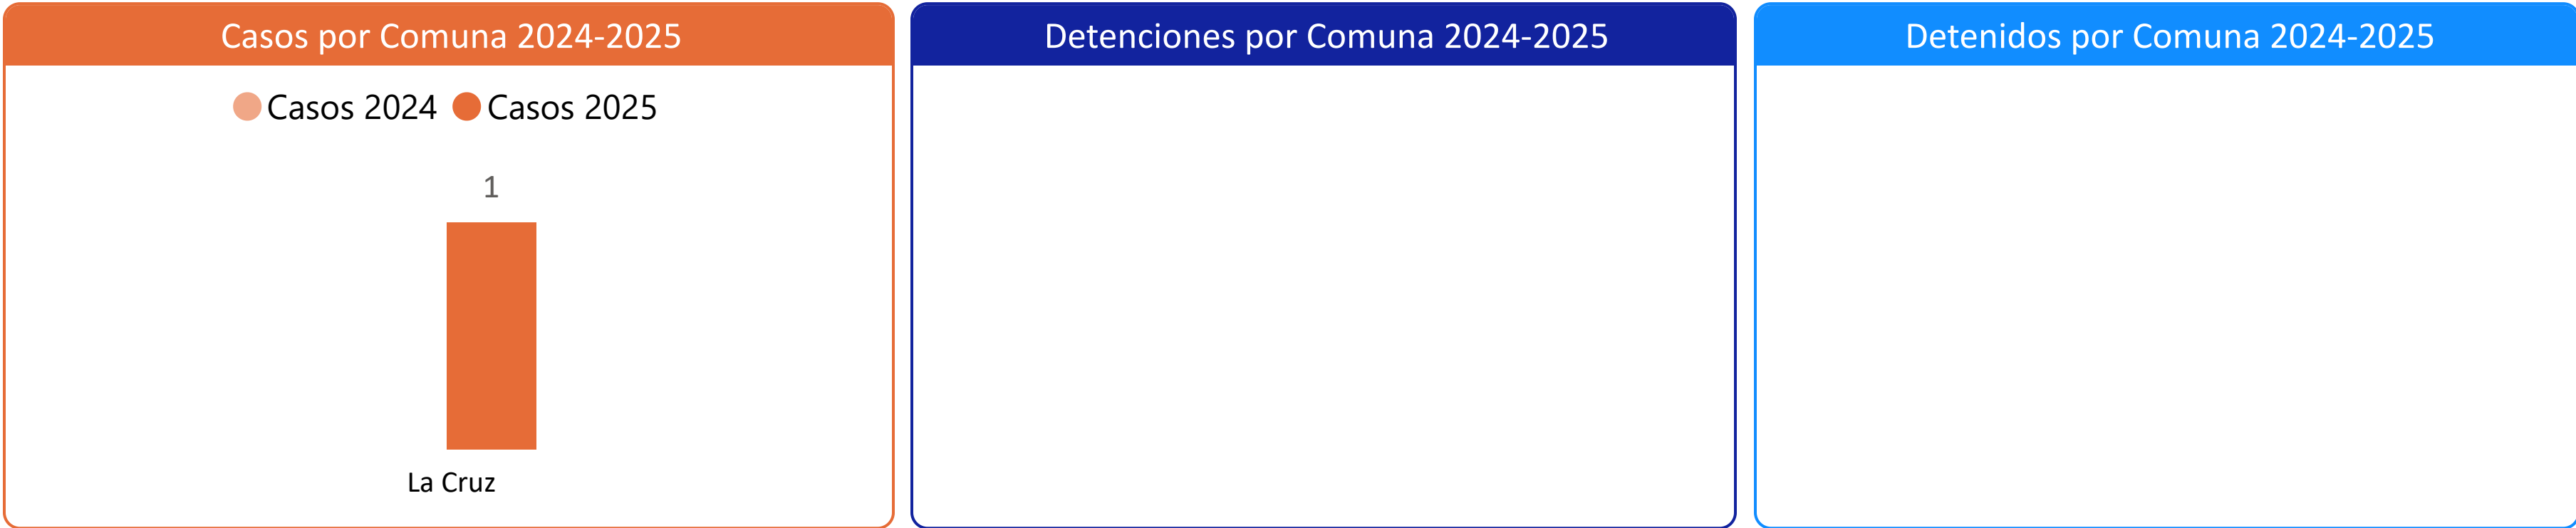 Casos por Comuna 2024-2025
Casos 2024 Casos 2025
1
La Cruz
Detenciones por Comuna 2024-2025
Detenidos por Comuna 2024-2025